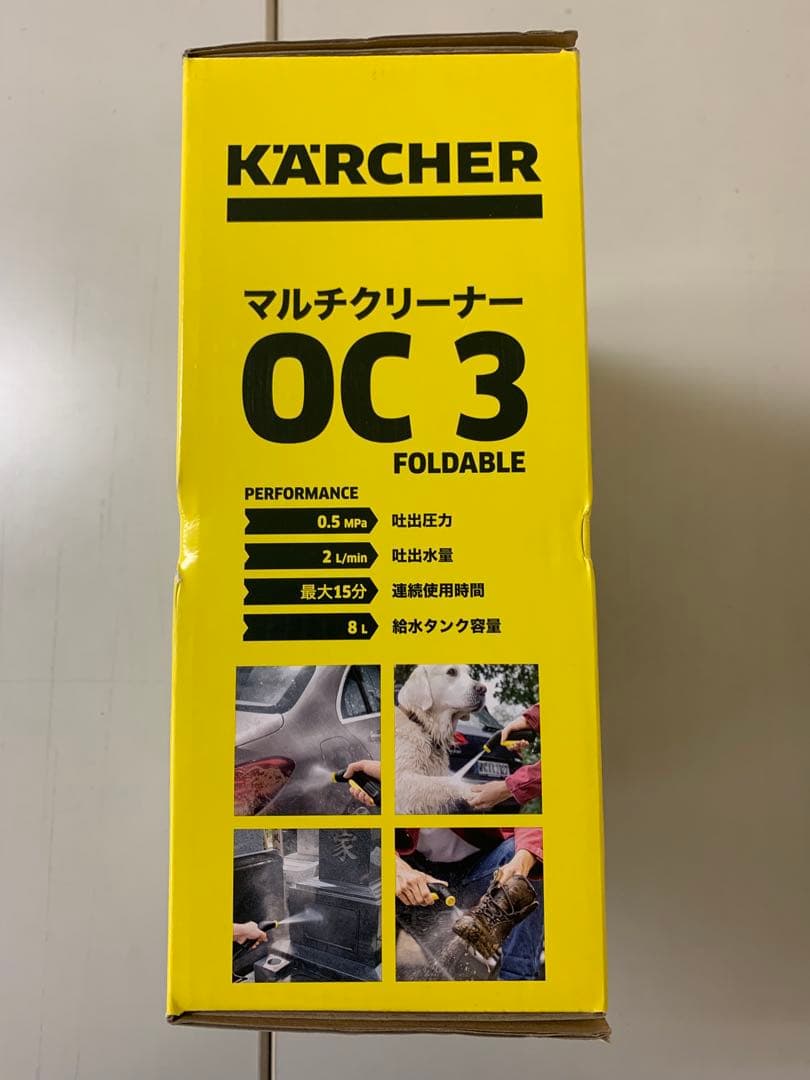 KÄRCHER
マルチクリーナー
OC 3
FOLDABLE
PERFORMANCE
0.5 MPa 吐出圧力
2 L/min 吐出水量
最大15分 連続使用時間
8 L 給水タンク容量
家